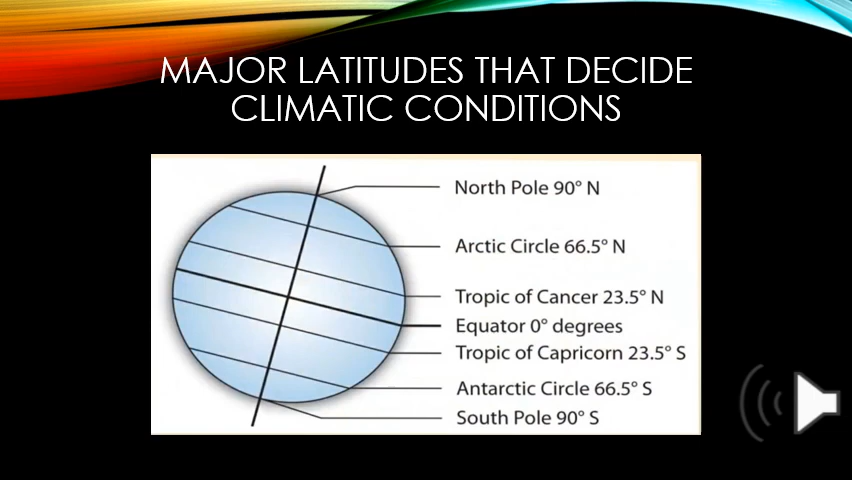 MAJOR LATITUDES THAT DECIDE
CLIMATIC CONDITIONS
North Pole 90° N
Arctic Circle 66.5° N
Tropic of Cancer 23.5° N
Equator 0° degrees
Tropic of Capricorn 23.5° S
Antarctic Circle 66.5° S
South Pole 90° S